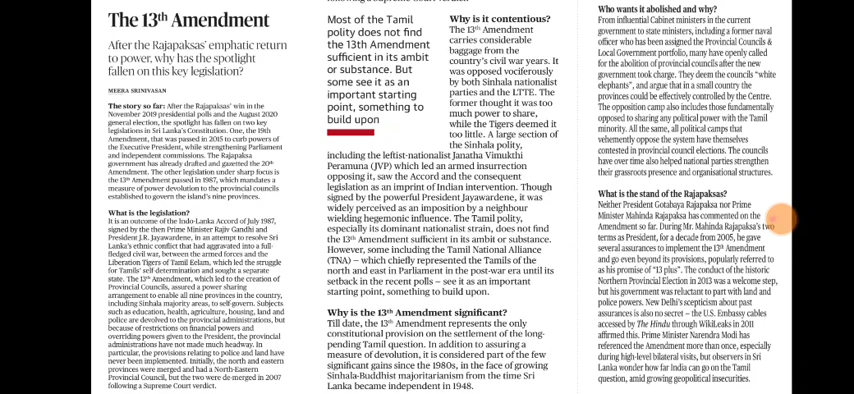 The 13th Amendment
After the Rajapaksas' emphatic return
to power, why has the spotlight
fallen on this key legislation?
MEERA SRINIVASAN
The story so far: After the Rajapaksas' win in the
November 2019 presidential polls and the August 2020
general election, the spotlight has fallen on two key
legislations in Sri Lanka's Constitution. One, the 19th
Amendment, that was passed in 2015 to curb powers of
the Executive President, while strengthening Parliament
and independent commissions. The Rajapaksa
government has already drafted and gazetted the 20th
Amendment. The other legislation under sharp focus is
the 13th Amendment passed in 1987, which mandates a
measure of power devolution to the provincial councils
established to govern the island's nine provinces.
What is the legislation?
It is an outcome of the Indo-Lanka Accord of July 1987,
signed by the then Prime Minister Rajiv Gandhi and
President J.R. Jayawardene, in an attempt to resolve Sri
Lanka's ethnic conflict that had aggravated into a full-
fledged civil war, between the armed forces and the
Liberation Tigers of Tamil Eelam, which led the struggle
for Tamils' self-determination and sought a separate
state. The 13th Amendment, which led to the creation of
Provincial Councils, assured a power sharing
arrangement to enable all nine provinces in the country,
including Sinhala majority areas, to self-govern. Subjects
such as education, health, agriculture, housing, land and
police are devolved to the provincial administrations, but
because of restrictions on financial powers and
overriding powers given to the President, the provincial
administrations have not made much headway. In
particular, the provisions relating to police and land have
never been implemented. Initially, the north and eastern
provinces were merged and had a North-Eastern
Provincial Council, but the two were de-merged in 2007
following a Supreme Court verdict.
Most of the Tamil
polity does not find
the 13th Amendment
sufficient in its ambit
or substance. But
some see it as an
important starting
point, something to
build upon
Why is it contentious?
The 13th Amendment
carries considerable
baggage from the
country's civil war years. It
was opposed vociferously
by both Sinhala nationalist
parties and the LTTE. The
former thought it was too
much power to share,
while the Tigers deemed it
too little. A large section of
the Sinhala polity,
including the leftist-nationalist Janatha Vimukthi
Peramuna (JVP) which led an armed insurrection
opposing it, saw the Accord and the consequent
legislation as an imprint of Indian intervention. Though
signed by the powerful President Jayawardene, it was
widely perceived as an imposition by a neighbour
wielding hegemonic influence. The Tamil polity,
especially its dominant nationalist strain, does not find
the 13th Amendment sufficient in its ambit or substance.
However, some including the Tamil National Alliance
(TNA) — which chiefly represented the Tamils of the
north and east in Parliament in the post-war era until its
setback in the recent polls — see it as an important
starting point, something to build upon.
Why is the 13th Amendment significant?
Till date, the 13th Amendment represents the only
constitutional provision on the settlement of the long-
pending Tamil question. In addition to assuring a
measure of devolution, it is considered part of the few
significant gains since the 1980s, in the face of growing
Sinhala-Buddhist majoritarianism from the time Sri
Lanka became independent in 1948.
Who wants it abolished and why?
From influential Cabinet ministers in the current
government to state ministers, including a former naval
officer who has been assigned the Provincial Councils &
Local Government portfolio, many have openly called
for the abolition of provincial councils after the new
government took charge. They deem the councils "white
elephants", and argue that in a small country the
provinces could be effectively controlled by the Centre.
The opposition camp also includes those fundamentally
opposed to sharing any political power with the Tamil
minority. All the same, all political camps that
vehemently oppose the system have themselves
contested in provincial council elections. The councils
have over time also helped national parties strengthen
their grassroots presence and organisational structures.
What is the stand of the Rajapaksas?
Neither President Gotabaya Rajapaksa nor Prime
Minister Mahinda Rajapaksa has commented on the
Amendment so far. During Mr. Mahinda Rajapaksa's two
terms as President, for a decade from 2005, he gave
several assurances to implement the 13th Amendment
and go even beyond its provisions, popularly referred to
as his promise of "13 plus". The conduct of the historic
Northern Provincial Election in 2013 was a welcome step,
but his government was reluctant to part with land and
police powers. New Delhi's scepticism about past
assurances is also no secret — the U.S. Embassy cables
accessed by The Hindu through WikiLeaks in 2011
affirmed this. Prime Minister Narendra Modi has
referenced the Amendment more than once, especially
during high-level bilateral visits, but observers in Sri
Lanka wonder how far India can go on the Tamil
question, amid growing geopolitical insecurities.